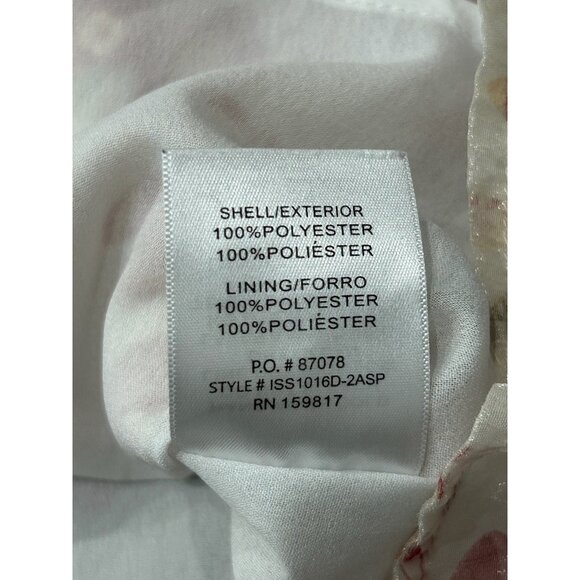 SHELL/EXTERIOR
100%POLYESTER
100%POLIÉSTER
LINING/FORRO
100%POLYESTER
100%POLIÉSTER
P.O. # 87078
STYLE # ISS1016D-2ASP
RN 159817